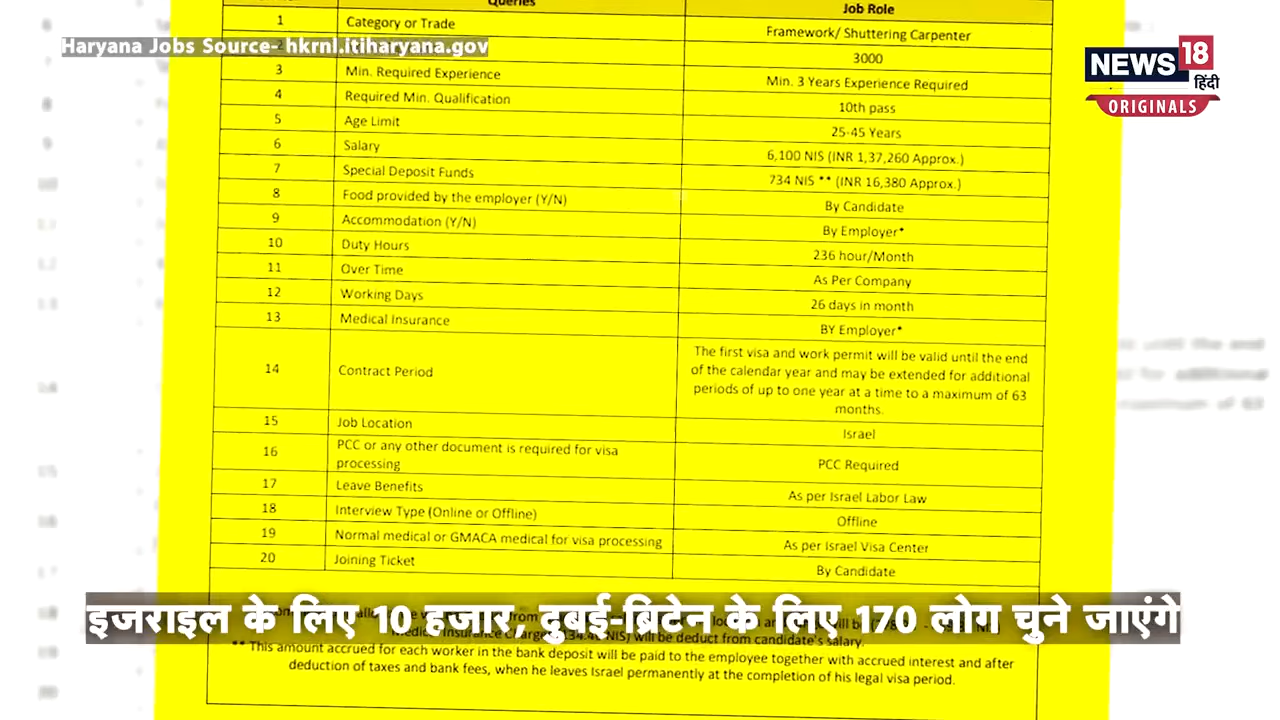 Queries Job Role
1 Category or Trade Framework/ Shuttering Carpenter
Haryana Jobs Source- hkrnl.itiharyana.gov
3000
3 Min. Required Experience Min. 3 Years Experience Required
4 Required Min. Qualification 10th pass
5 Age Limit 25-45 Years
6 Salary 6,100 NIS (INR 1,37,260 Approx.)
7 Special Deposit Funds 734 NIS ** (INR 16,380 Approx.)
8 Food provided by the employer (Y/N) By Candidate
9 Accommodation (Y/N) By Employer*
10 Duty Hours 236 hour/Month
11 Over Time As Per Company
12 Working Days 26 days in month
13 Medical Insurance BY Employer*
14 Contract Period The first visa and work permit will be valid until the end
of the calendar year and may be extended for additional
periods of up to one year at a time to a maximum of 63
months.
15 Job Location Israel
16 PCC or any other document is required for visa
processing PCC Required
17 Leave Benefits As per Israel Labor Law
18 Interview Type (Online or Offline) Offline
19 Normal medical or GMACA medical for visa processing As per Israel Visa Center
20 Joining Ticket By Candidate
इजराइल के लिए 10 हजार, दुबई-ब्रिटेन के लिए 170 लोग चुने जाएंगे
Medical Insurance will be deduct from candidate's salary.
** This amount accrued for each worker in the bank deposit will be paid to the employee together with accrued interest and after
deduction of taxes and bank fees, when he leaves Israel permanently at the completion of his legal visa period.
NEWS 18
हिंदी
ORIGINALS